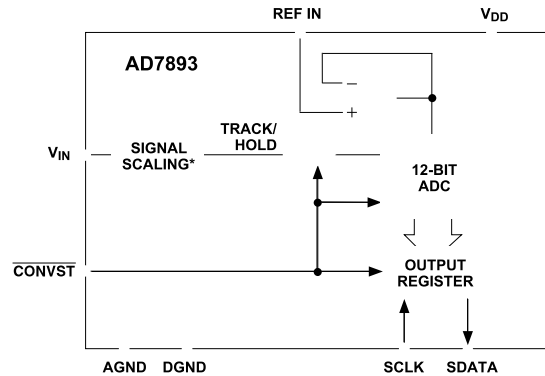 REF IN
VDD
AD7893
–
+
TRACK/
HOLD
VIN
SIGNAL
SCALING*
12-BIT
ADC
CONVST
OUTPUT
REGISTER
AGND
DGND
SCLK
SDATA